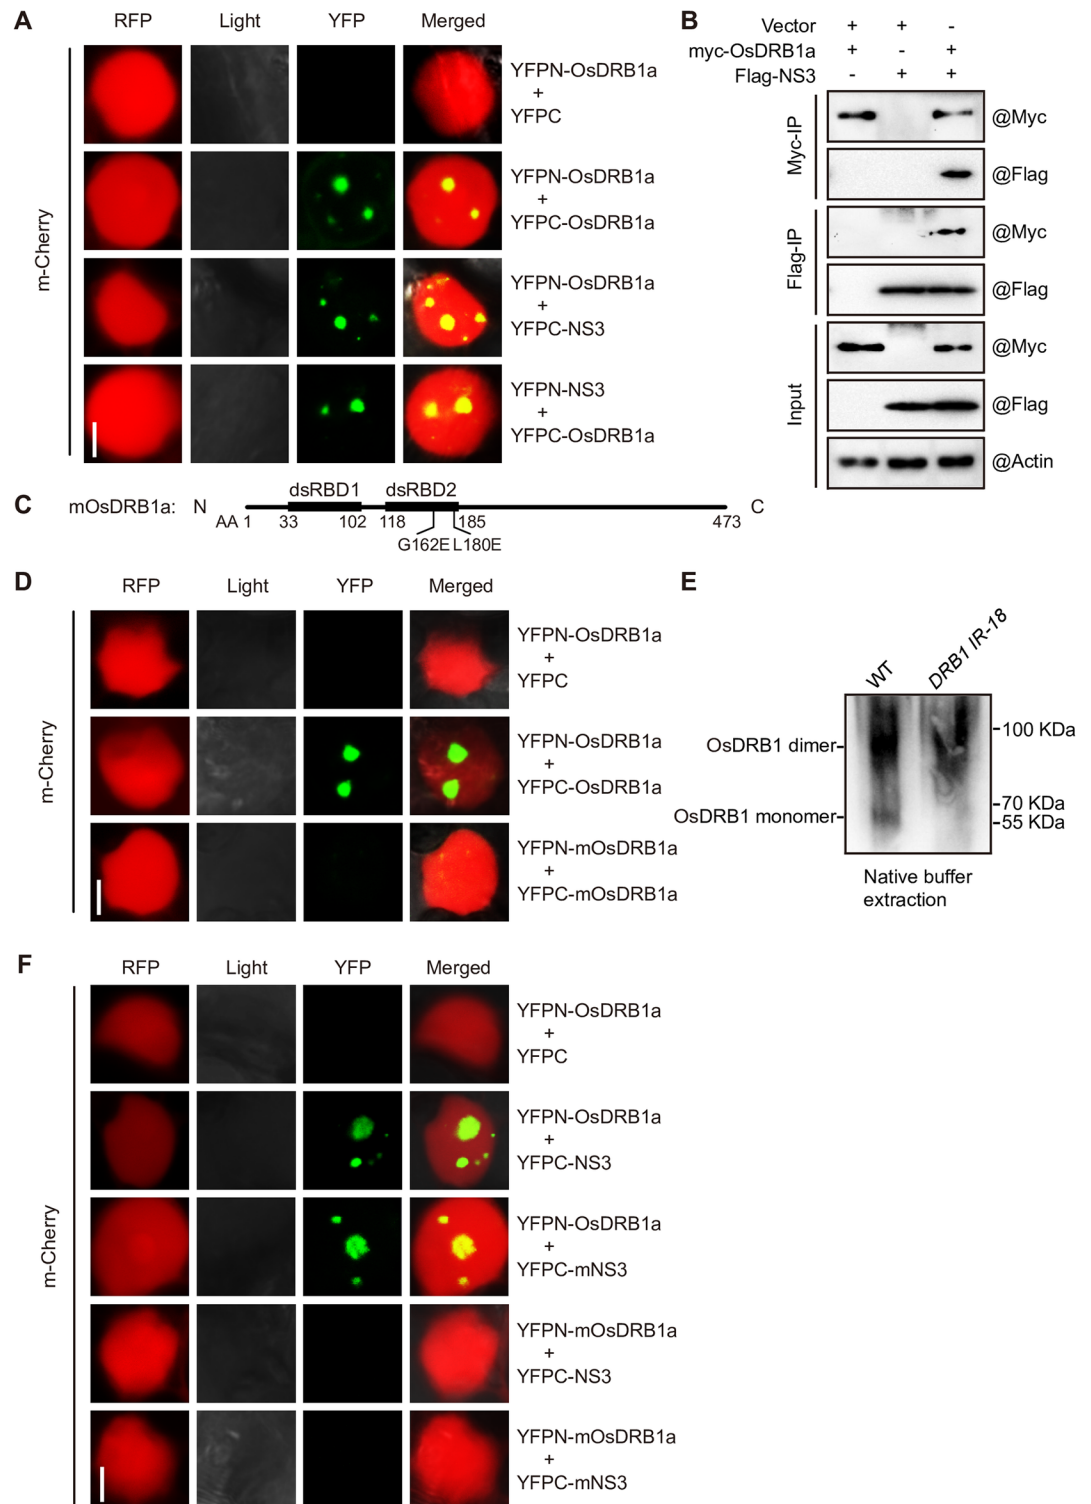 A
RFP Light YFP Merged
m-Cherry
YFPN-OsDRB1a
+
YFPC
YFPN-OsDRB1a
+
YFPC-OsDRB1a
YFPN-OsDRB1a
+
YFPC-NS3
YFPN-NS3
+
YFPC-OsDRB1a
B
Vector + + -
myc-OsDRB1a + - +
Flag-NS3 - + +
Myc-IP
@Myc
@Flag
Flag-IP
@Myc
@Flag
Input
@Myc
@Flag
@Actin
C
mOsDRB1a: N dsRBD1 dsRBD2 C
AA 1 33 102 118 185 473
G162E L180E
D
RFP Light YFP Merged
m-Cherry
YFPN-OsDRB1a
+
YFPC
YFPN-OsDRB1a
+
YFPC-OsDRB1a
YFPN-mOsDRB1a
+
YFPC-mOsDRB1a
E
WT DRB1 IR-18
OsDRB1 dimer
OsDRB1 monomer
100 KDa
70 KDa
55 KDa
Native buffer
extraction
F
RFP Light YFP Merged
m-Cherry
YFPN-OsDRB1a
+
YFPC
YFPN-OsDRB1a
+
YFPC-NS3
YFPN-OsDRB1a
+
YFPC-mNS3
YFPN-mOsDRB1a
+
YFPC-NS3
YFPN-mOsDRB1a
+
YFPC-mNS3